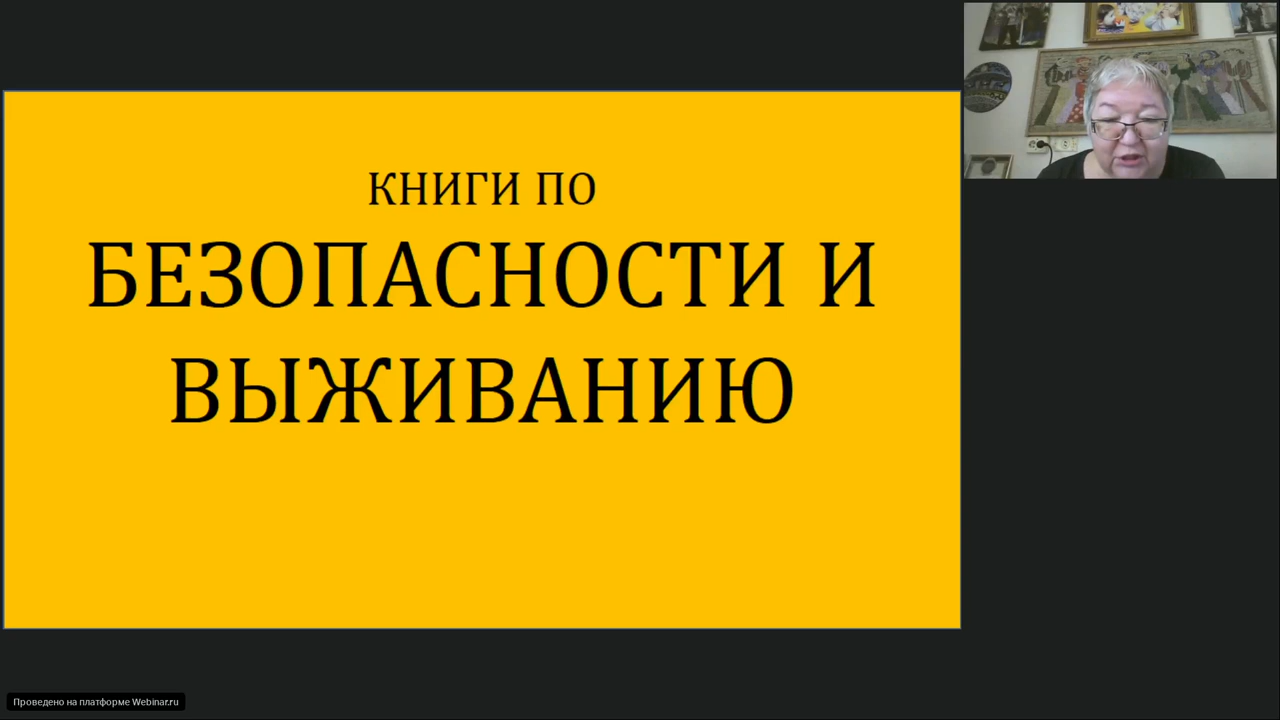 КНИГИ ПО
БЕЗОПАСНОСТИ И
ВЫЖИВАНИЮ
Проведено на платформе Webinar.ru